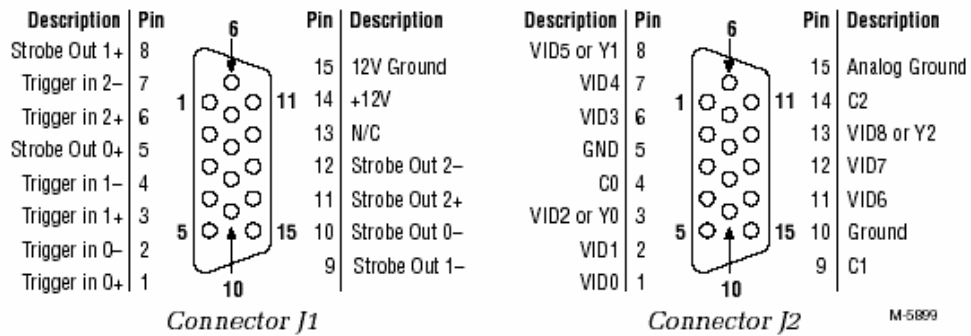 Description Pin 6 Pin Description
Strobe Out 1+ 8
15 12V Ground
Trigger in 2– 7
1 11 14 +12V
Trigger in 2+ 6
13 N/C
Strobe Out 0+ 5
12 Strobe Out 2–
Trigger in 1– 4
11 Strobe Out 2+
Trigger in 1+ 3
5 15 10 Strobe Out 0–
Trigger in 0– 2
9 Strobe Out 1–
Trigger in 0+ 1
10
Connector J1
Description Pin 6 Pin Description
VID5 or Y1 8
15 Analog Ground
VID4 7
1 11 14 C2
VID3 6
13 VID8 or Y2
GND 5
12 VID7
C0 4
11 VID6
VID2 or Y0 3
5 15 10 Ground
VID1 2
9 C1
VID0 1
10
Connector J2
M-5899